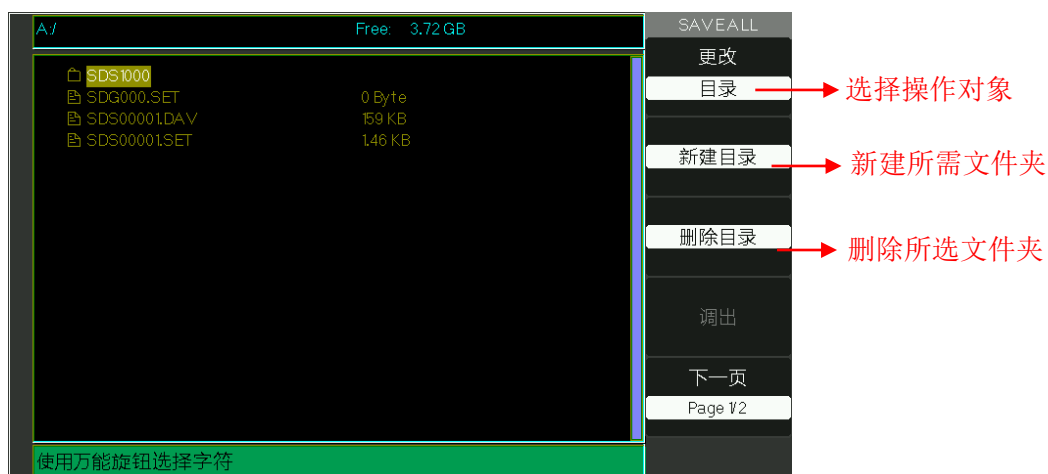 A:/ Free: 3.72 GB
SDS1000
SDG000.SET 0 Byte
SDS00001.DAV 159 KB
SDS00001.SET 1.46 KB
使用万能旋钮选择字符
SAVEALL
更改
目录
新建目录
删除目录
调出
下一页
Page 1/2
选择操作对象
新建所需文件夹
删除所选文件夹